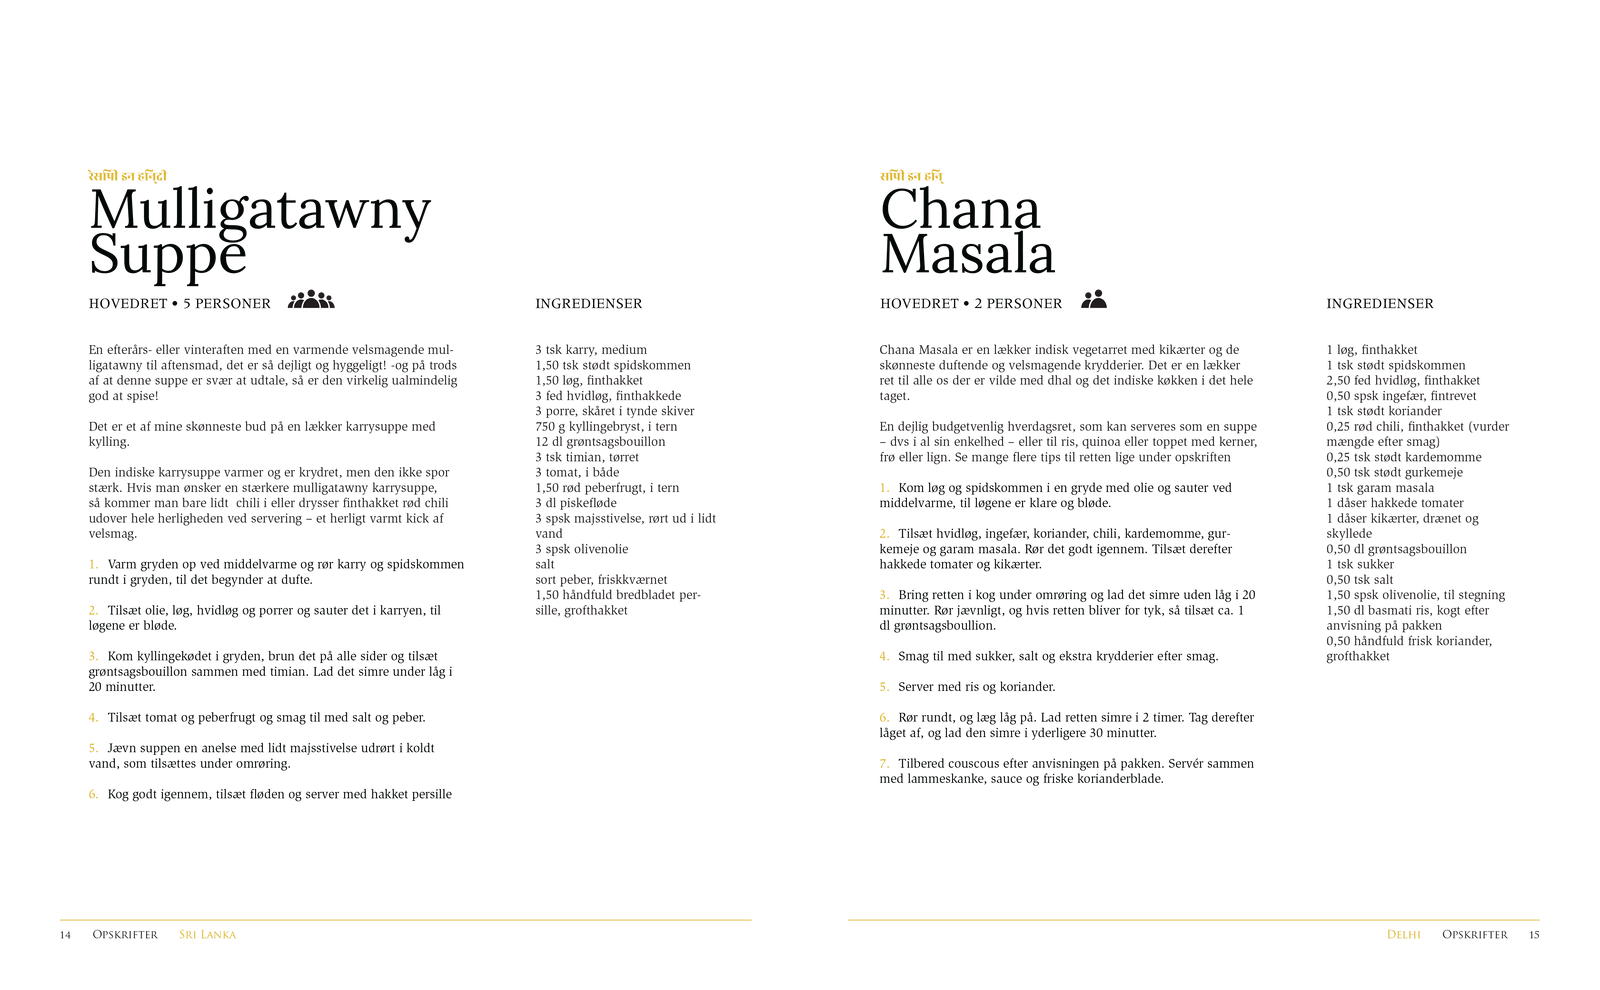 रेसिपी इन हिन्दी
Mulligatawny
Suppe
HOVEDRET • 5 PERSONER
En efterårs- eller vinteraften med en varmende velsmagende mul-
ligatawny til aftensmad, det er så dejligt og hyggeligt! -og på trods
af at denne suppe er svær at udtale, så er den virkelig ualmindelig
god at spise!
Det er et af mine skønneste bud på en lækker karrysuppe med
kylling.
Den indiske karrysuppe varmer og er krydret, men den ikke spor
stærk. Hvis man ønsker en stærkere mulligatawny karrysuppe,
så kommer man bare lidt  chili i eller drysser finthakket rød chili
udover hele herligheden ved servering – et herligt varmt kick af
velsmag.
1. Varm gryden op ved middelvarme og rør karry og spidskommen
rundt i gryden, til det begynder at dufte.
2. Tilsæt olie, løg, hvidløg og porrer og sauter det i karryen, til
løgene er bløde.
3. Kom kyllingekødet i gryden, brun det på alle sider og tilsæt
grøntsagsbouillon sammen med timian. Lad det simre under låg i
20 minutter.
4. Tilsæt tomat og peberfrugt og smag til med salt og peber.
5. Jævn suppen en anelse med lidt majsstivelse udrørt i koldt
vand, som tilsættes under omrøring.
6. Kog godt igennem, tilsæt fløden og server med hakket persille
INGREDIENSER
3 tsk karry, medium
1,50 tsk stødt spidskommen
1,50 løg, finthakket
3 fed hvidløg, finthakkede
3 porre, skåret i tynde skiver
750 g kyllingebryst, i tern
12 dl grøntsagsbouillon
3 tsk timian, tørret
3 tomat, i både
1,50 rød peberfrugt, i tern
3 dl piskefløde
3 spsk majsstivelse, rørt ud i lidt
vand
3 spsk olivenolie
salt
sort peber, friskkværnet
1,50 håndfuld bredbladet per-
sille, grofthakket
14 Opskrifter Sri Lanka
सिपी इन हिन्
Chana
Masala
HOVEDRET • 2 PERSONER
Chana Masala er en lækker indisk vegetarret med kikærter og de
skønneste duftende og velsmagende krydderier. Det er en lækker
ret til alle os der er vilde med dhal og det indiske køkken i det hele
taget.
En dejlig budgetvenlig hverdagsret, som kan serveres som en suppe
– dvs i al sin enkelhed – eller til ris, quinoa eller toppet med kerner,
frø eller lign. Se mange flere tips til retten lige under opskriften
1. Kom løg og spidskommen i en gryde med olie og sauter ved
middelvarme, til løgene er klare og bløde.
2. Tilsæt hvidløg, ingefær, koriander, chili, kardemomme, gur-
kemeje og garam masala. Rør det godt igennem. Tilsæt derefter
hakkede tomater og kikærter.
3. Bring retten i kog under omrøring og lad det simre uden låg i 20
minutter. Rør jævnligt, og hvis retten bliver for tyk, så tilsæt ca. 1
dl grøntsagsboullion.
4. Smag til med sukker, salt og ekstra krydderier efter smag.
5. Server med ris og koriander.
6. Rør rundt, og læg låg på. Lad retten simre i 2 timer. Tag derefter
låget af, og lad den simre i yderligere 30 minutter.
7. Tilbered couscous efter anvisningen på pakken. Servér sammen
med lammeskanke, sauce og friske korianderblade.
INGREDIENSER
1 løg, finthakket
1 tsk stødt spidskommen
2,50 fed hvidløg, finthakket
0,50 spsk ingefær, fintrevet
1 tsk stødt koriander
0,25 rød chili, finthakket (vurder
mængde efter smag)
0,25 tsk stødt kardemomme
0,50 tsk stødt gurkemeje
1 tsk garam masala
1 dåser hakkede tomater
1 dåser kikærter, drænet og
skyllede
0,50 dl grøntsagsbouillon
1 tsk sukker
0,50 tsk salt
1,50 spsk olivenolie, til stegning
1,50 dl basmati ris, kogt efter
anvisning på pakken
0,50 håndfuld frisk koriander,
grofthakket
Delhi Opskrifter 15